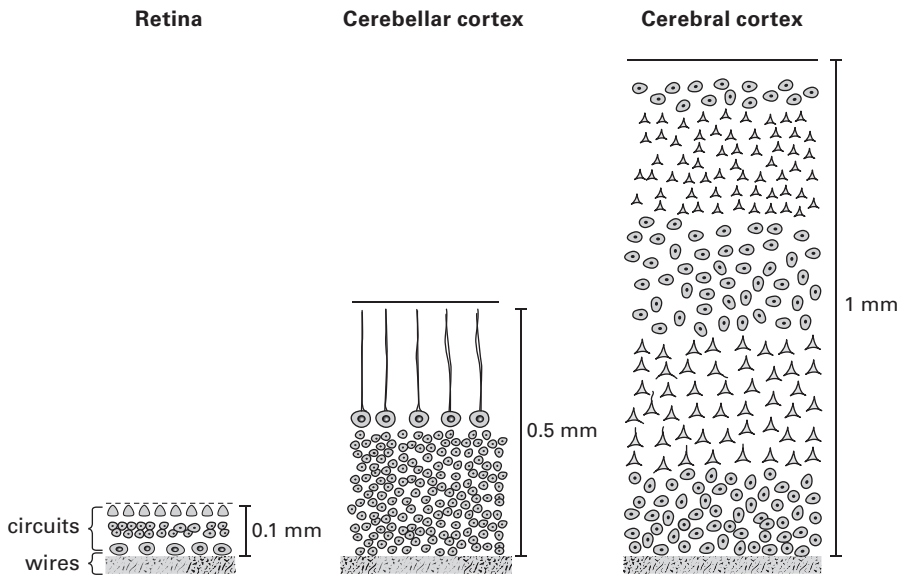 Retina
Cerebellar cortex
Cerebral cortex
1 mm
0.5 mm
circuits
0.1 mm
wires